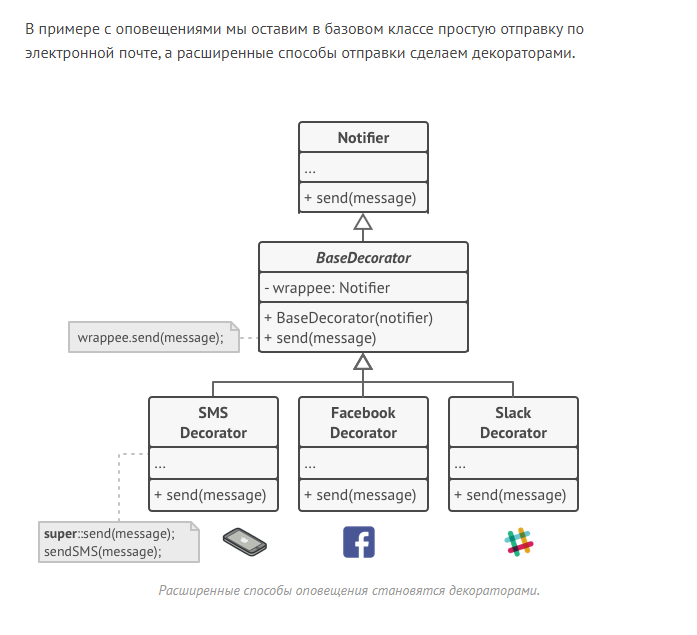 В примере с оповещениями мы оставим в базовом классе простую отправку по
электронной почте, а расширенные способы отправки сделаем декораторами.
Notifier
...
+ send(message)
BaseDecorator
- wrappee: Notifier
+ BaseDecorator(notifier)
+ send(message)
wrappee.send(message);
SMS
Decorator
...
+ send(message)
Facebook
Decorator
...
+ send(message)
Slack
Decorator
...
+ send(message)
super::send(message);
sendSMS(message);
Расширенные способы оповещения становятся декораторами.